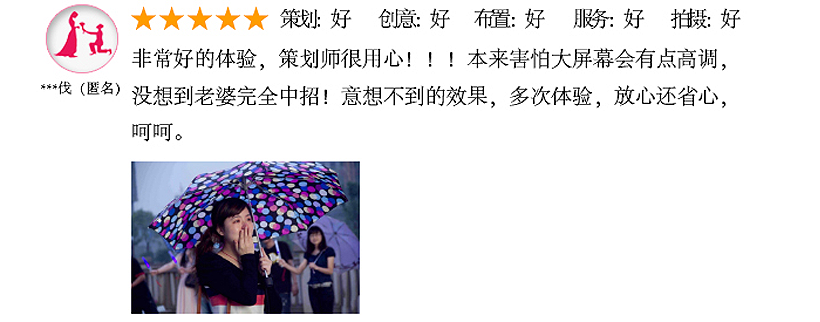 策划: 好 创意: 好 布置: 好 服务: 好 拍摄: 好
***伐（匿名）
非常好的体验，策划师很用心！！！本来害怕大屏幕会有点高调，
没想到老婆完全中招！意想不到的效果，多次体验，放心还省心，
呵呵。